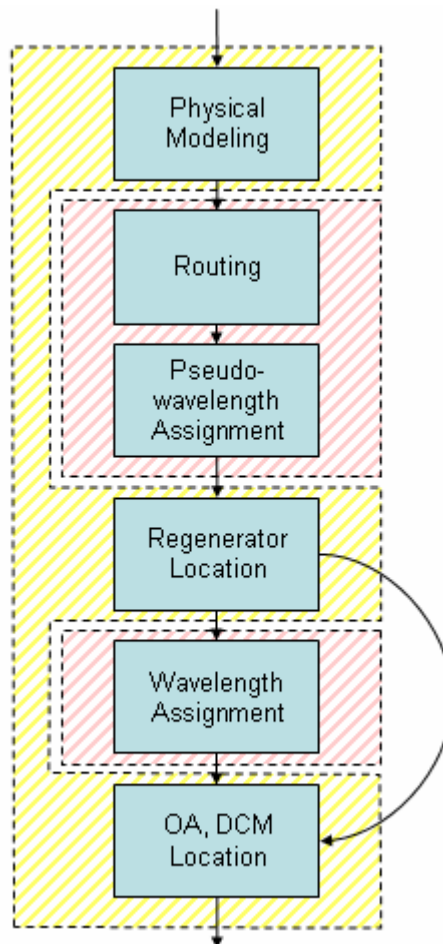 Physical
Modeling
Routing
Pseudo-
wavelength
Assignment
Regenerator
Location
Wavelength
Assignment
OA, DCM
Location